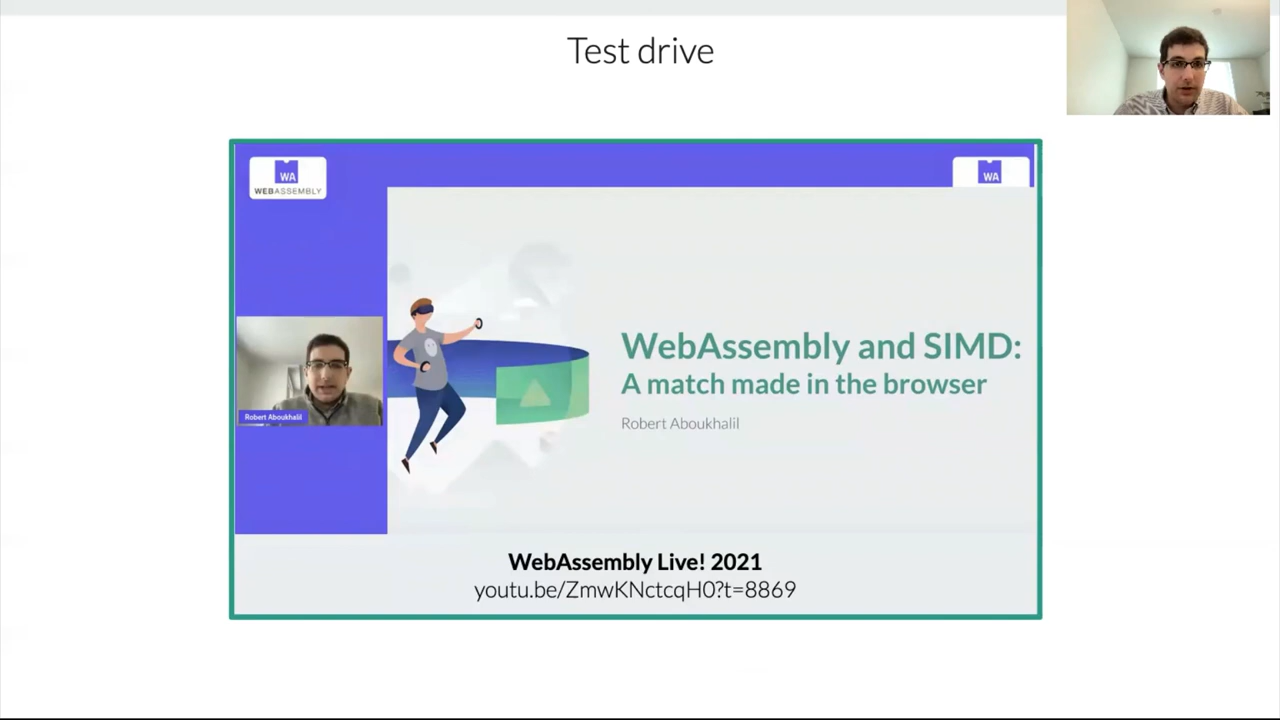 Test drive
WA
WEBASSEMBLY
WA
WebAssembly and SIMD:
A match made in the browser
Robert Aboukhalil
Robert Aboukhalil
WebAssembly Live! 2021
youtu.be/ZmwKNctcqH0?t=8869